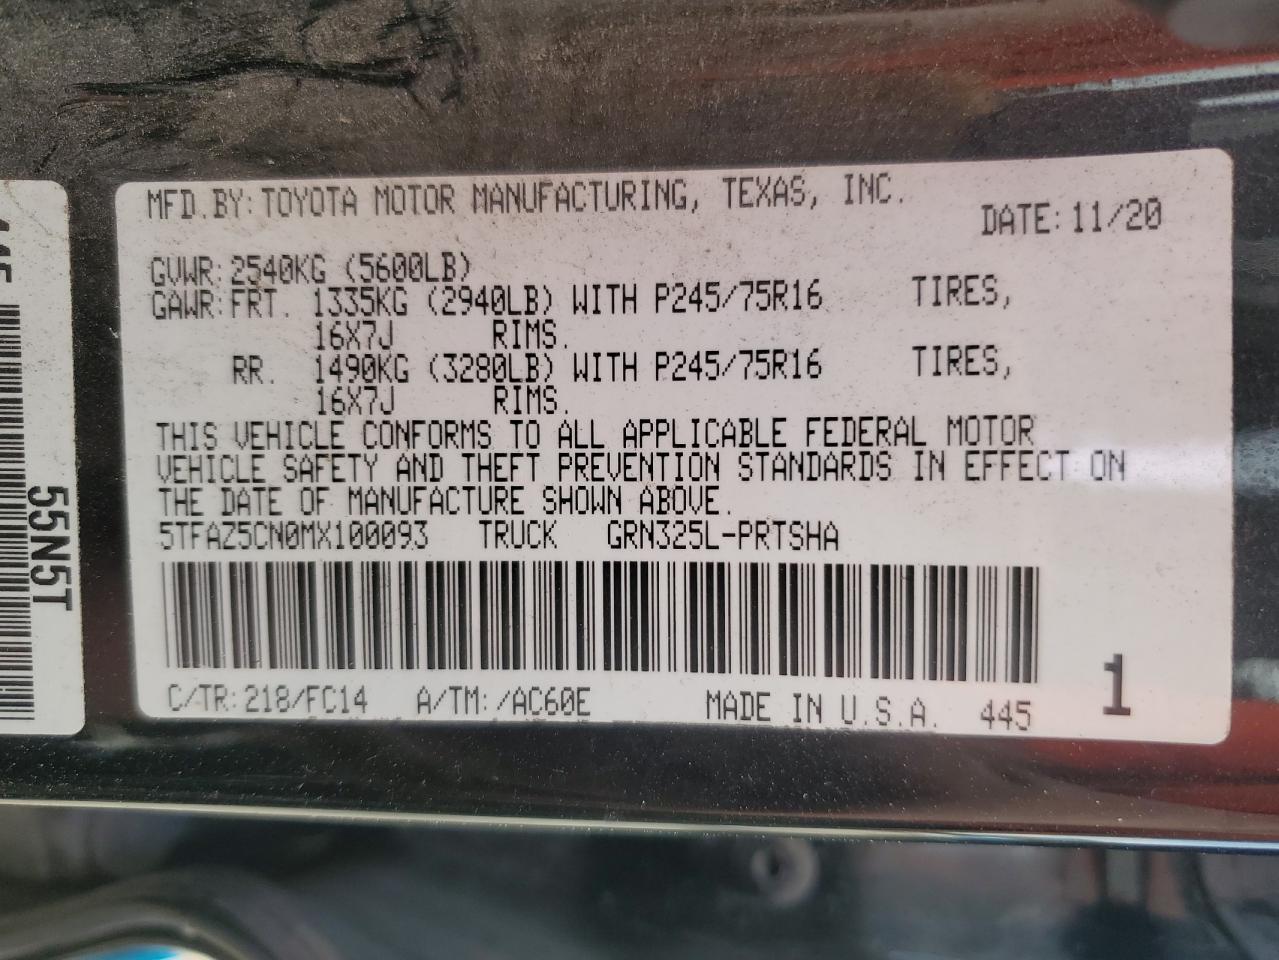 MFD.BY: TOYOTA MOTOR MANUFACTURING, TEXAS, INC.
DATE: 11/20
GVWR: 2540KG (5600LB)
GAWR: FRT. 1335KG (2940LB) WITH P245/75R16 TIRES,
16X7J RIMS.
RR. 1490KG (3280LB) WITH P245/75R16 TIRES,
16X7J RIMS.
THIS VEHICLE CONFORMS TO ALL APPLICABLE FEDERAL MOTOR
VEHICLE SAFETY AND THEFT PREVENTION STANDARDS IN EFFECT ON
THE DATE OF MANUFACTURE SHOWN ABOVE.
5TFAZ5CN0MX100093 TRUCK GRN325L-PRTSHA
C/TR: 218/FC14 A/TM: /AC60E MADE IN U.S.A. 445 1
55N5T